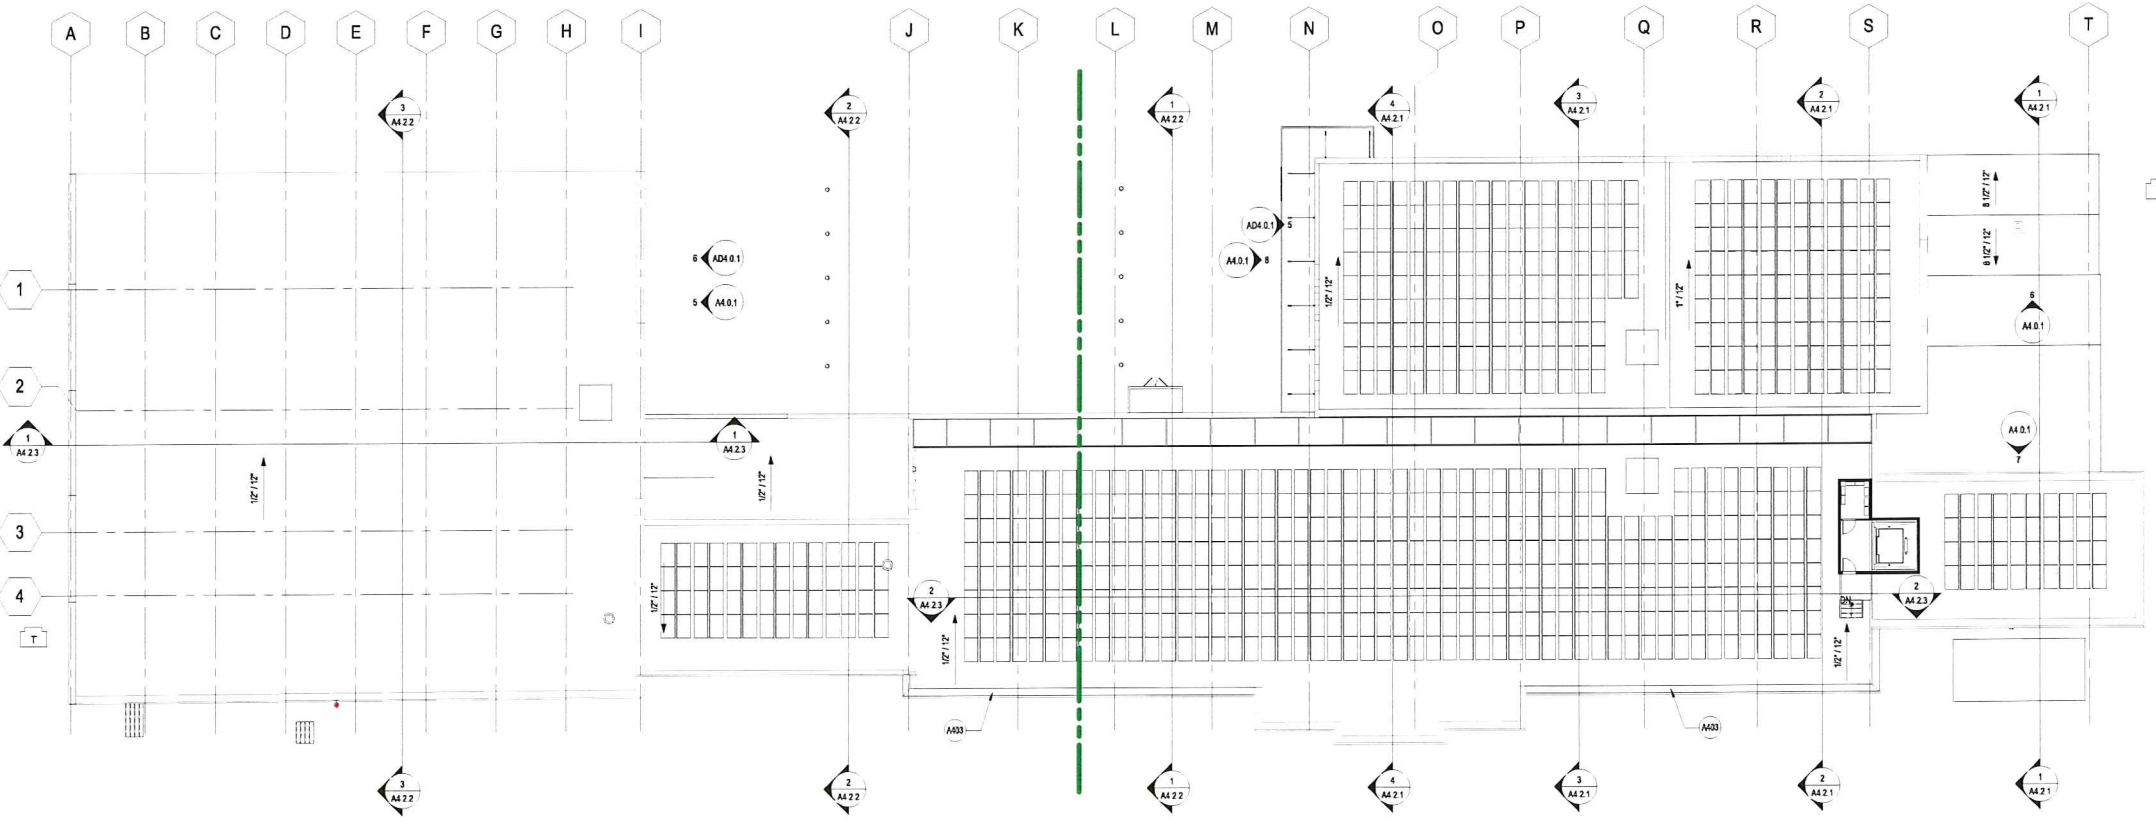 A B C D E F G H I J K L M N O P Q R S T
3
A4.2.2
2
A4.2.2
1
A4.2.2
4
A4.2.1
3
A4.2.1
2
A4.2.1
1
A4.2.1
8 1/2" / 12"
8 1/2" / 12"
AD4.0.1 5
6 AD4.0.1
A4.0.1 6
5 A4.0.1
1
1/2" / 12"
1" / 12"
6
A4.0.1
2
1
A4.2.3
1
A4.2.3
A4.0.1
7
1/2" / 12"
1/2" / 12"
3
4
1/2" / 12"
2
A4.2.3
2
A4.2.3
DN
T
1/2" / 12"
1/2" / 12"
A403
A403
3
A4.2.2
2
A4.2.2
1
A4.2.2
4
A4.2.1
3
A4.2.1
2
A4.2.1
1
A4.2.1